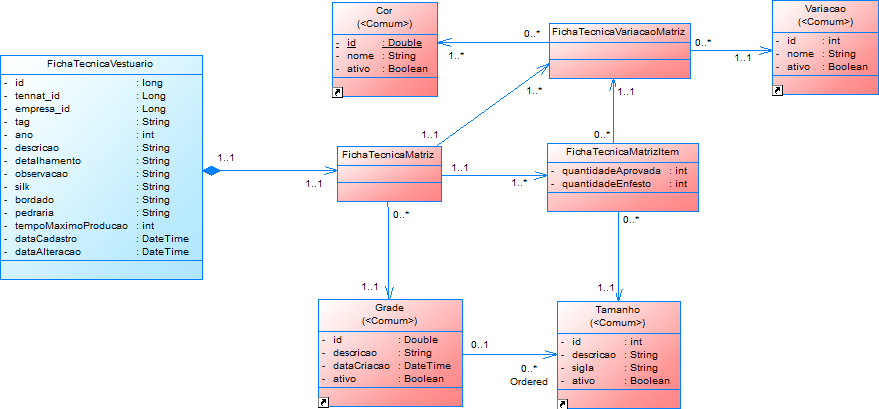 Cor
(<Comum>)
- id : Double
- nome : String
- ativo : Boolean
0..*
1..*
FichaTecnicaVariacaoMatriz
0..*
1..1
Variacao
(<Comum>)
- id : int
- nome : String
- ativo : Boolean
FichaTecnicaVestuario
- id : long
- tennat_id : Long
- empresa_id : Long
- tag : String
- ano : int
- descricao : String
- detalhamento : String
- observacao : String
- silk : String
- bordado : String
- pedraria : String
- tempoMaximoProducao : int
- dataCadastro : DateTime
- dataAlteracao : DateTime
1..1
1..1
FichaTecnicaMatriz
1..1
1..*
1..1
1..*
1..1
0..*
FichaTecnicaMatrizItem
- quantidadeAprovada : int
- quantidadeEnfesto : int
0..*
1..1
0..*
1..1
Grade
(<Comum>)
- id : Double
- descricao : String
- dataCriacao : DateTime
- ativo : Boolean
0..1
0..*
Ordered
Tamanho
(<Comum>)
- id : int
- descricao : String
- sigla : String
- ativo : Boolean